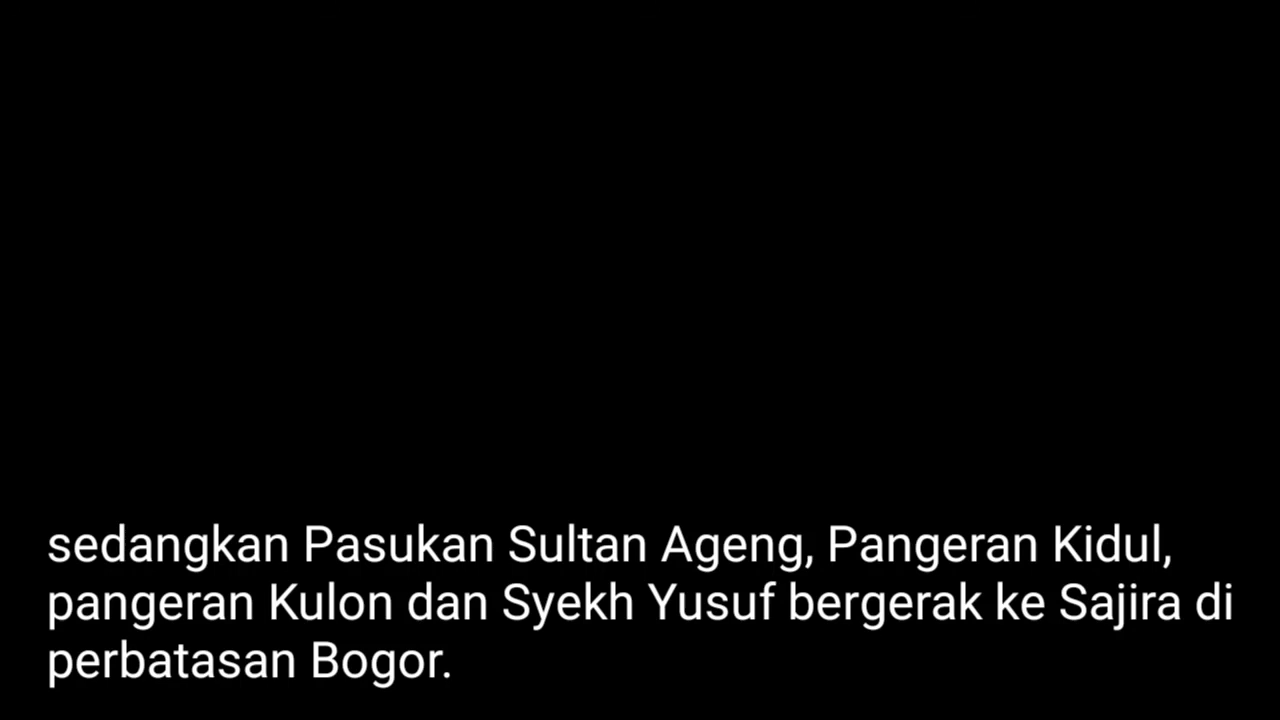 sedangkan Pasukan Sultan Ageng, Pangeran Kidul,
pangeran Kulon dan Syekh Yusuf bergerak ke Sajira di
perbatasan Bogor.